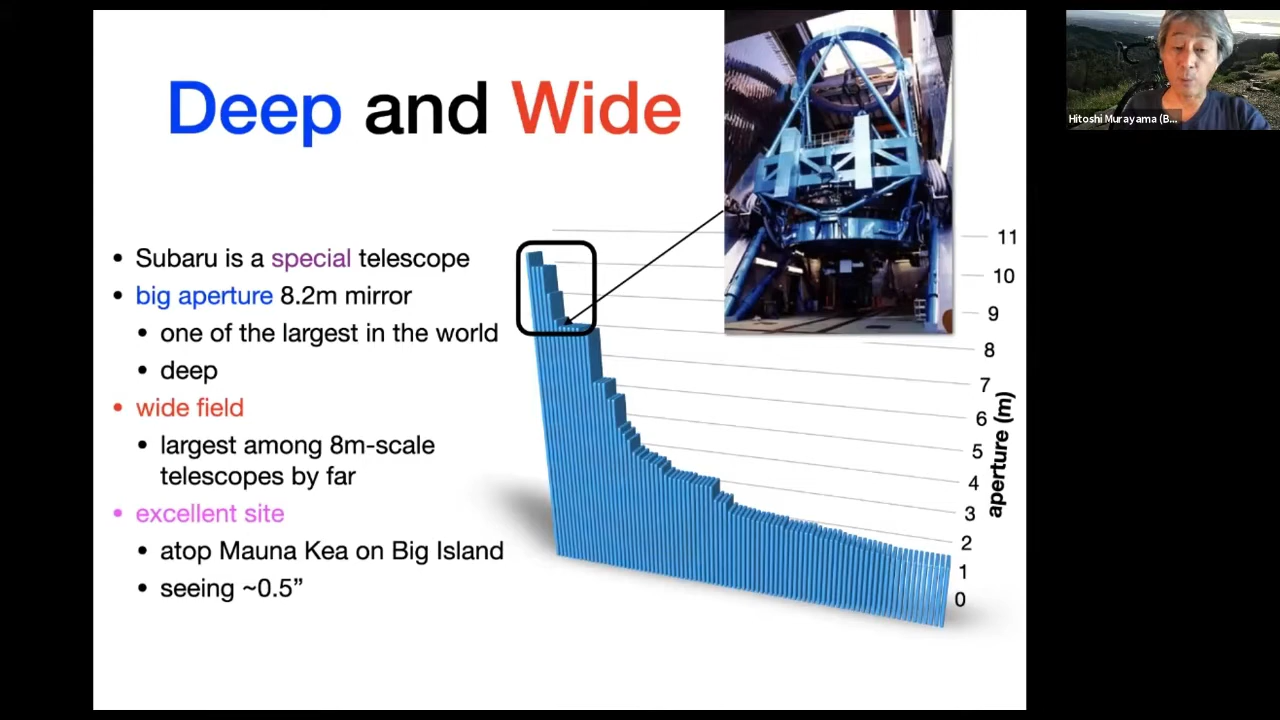 Deep and Wide
• Subaru is a special telescope
• big aperture 8.2m mirror
• one of the largest in the world
• deep
• wide field
• largest among 8m-scale
telescopes by far
• excellent site
• atop Mauna Kea on Big Island
• seeing ~0.5”
11
10
9
8
7
6
5
4
3
2
1
0
aperture (m)
Hitoshi Murayama (B...